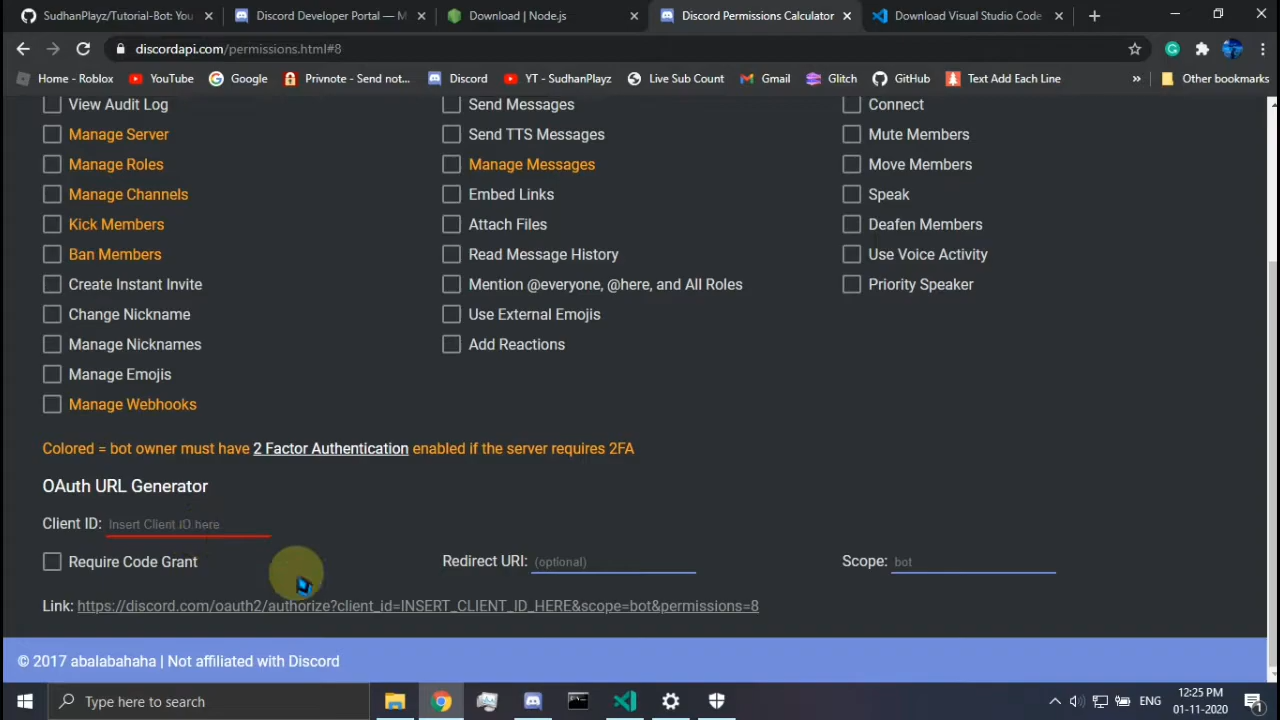 SudhanPlayz/Tutorial-Bot: You
Discord Developer Portal — M
Download | Node.js
Discord Permissions Calculator
Download Visual Studio Code
discordapi.com/permissions.html#8
Home - Roblox
YouTube
Google
Privnote - Send not...
Discord
YT - SudhanPlayz
Live Sub Count
Gmail
Glitch
GitHub
Text Add Each Line
»
Other bookmarks
View Audit Log
Manage Server
Manage Roles
Manage Channels
Kick Members
Ban Members
Create Instant Invite
Change Nickname
Manage Nicknames
Manage Emojis
Manage Webhooks
Send Messages
Send TTS Messages
Manage Messages
Embed Links
Attach Files
Read Message History
Mention @everyone, @here, and All Roles
Use External Emojis
Add Reactions
Connect
Mute Members
Move Members
Speak
Deafen Members
Use Voice Activity
Priority Speaker
Colored = bot owner must have 2 Factor Authentication enabled if the server requires 2FA
OAuth URL Generator
Client ID: Insert Client ID here
Require Code Grant
Redirect URI: (optional)
Scope: bot
Link: https://discord.com/oauth2/authorize?client_id=INSERT_CLIENT_ID_HERE&scope=bot&permissions=8
© 2017 abalabahaha | Not affiliated with Discord
Type here to search
ENG
12:25 PM
01-11-2020
1